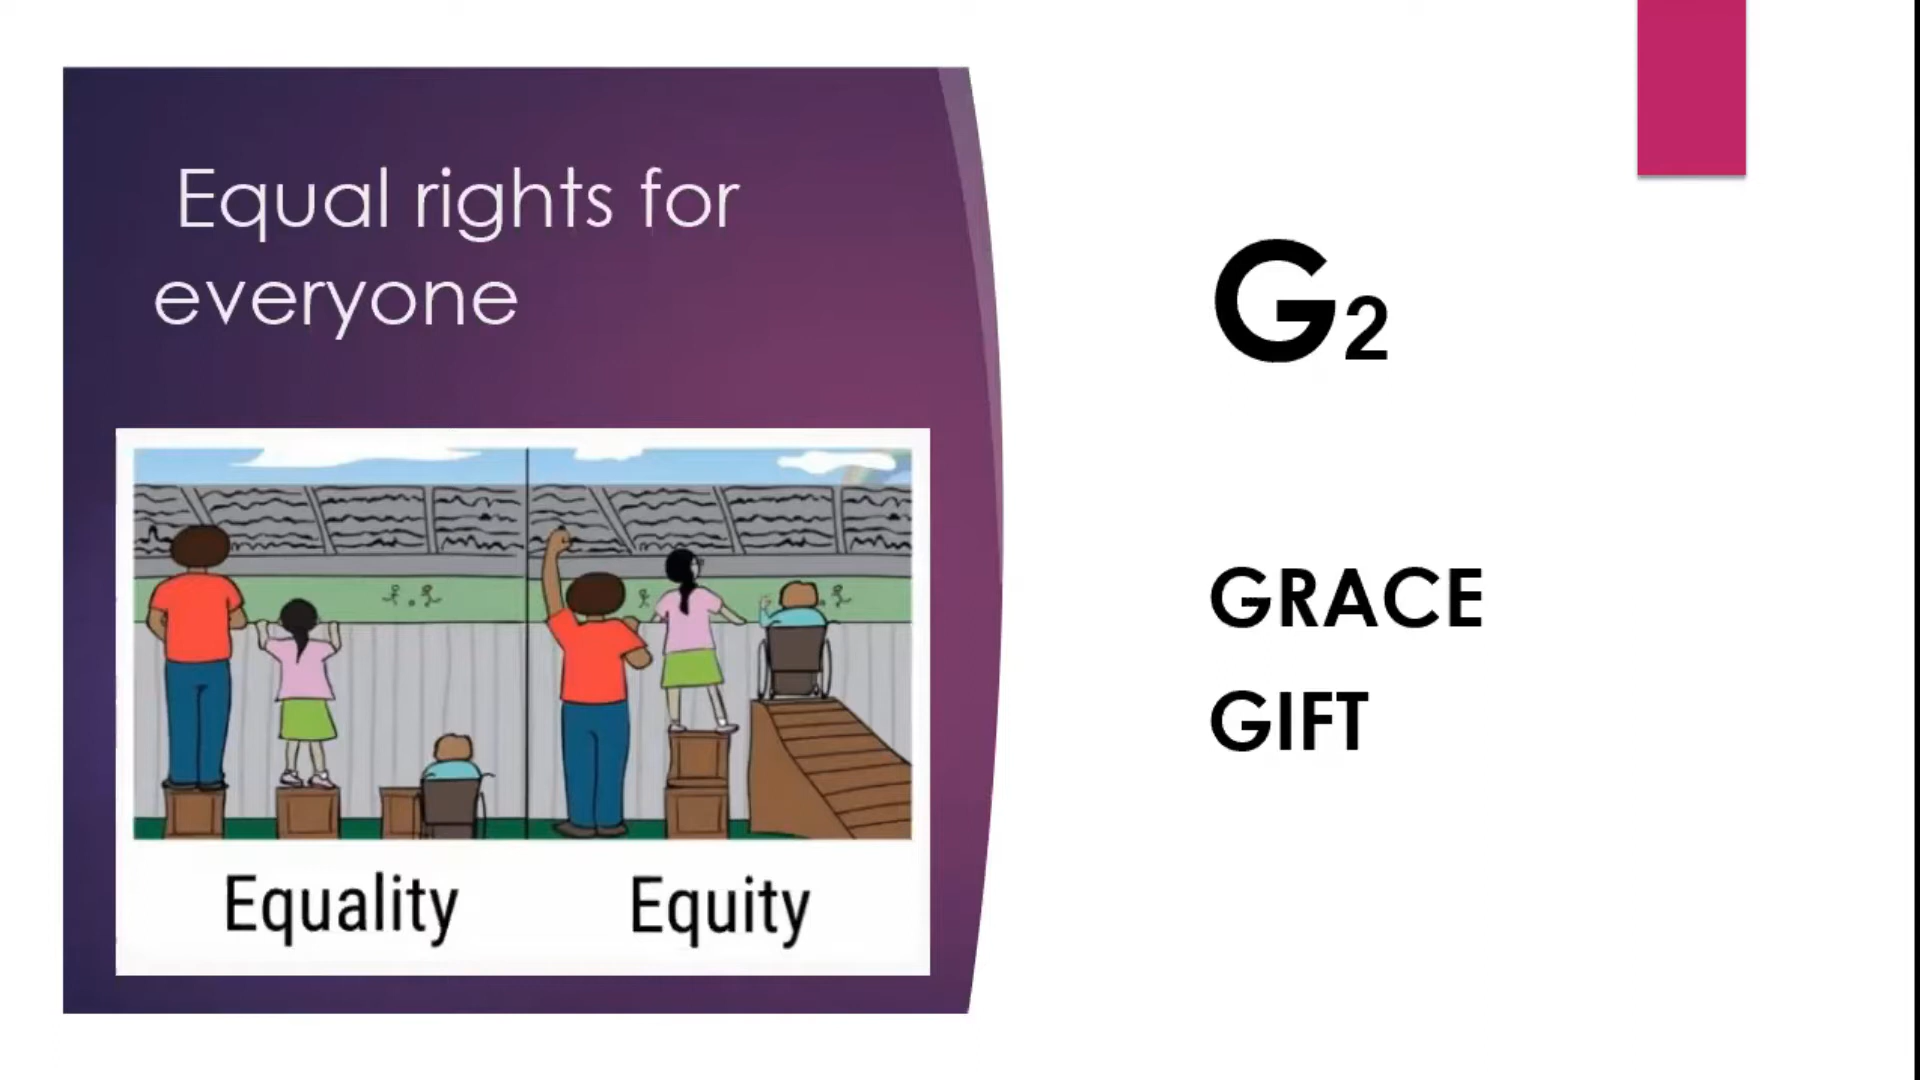 Equal rights for
everyone
Equality Equity
G2
GRACE
GIFT